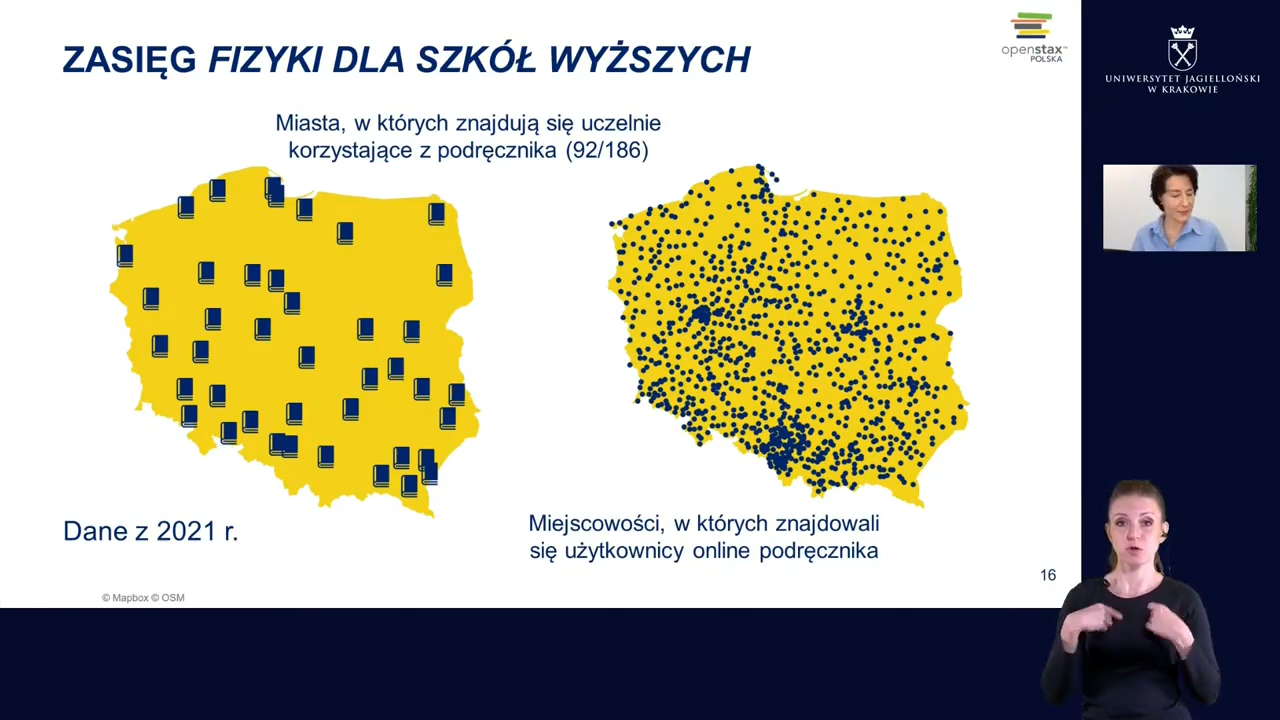 ZASIĘG FIZYKI DLA SZKÓŁ WYŻSZYCH
openstax™
POLSKA
UNIWERSYTET JAGIELLOŃSKI
W KRAKOWIE
Miasta, w których znajdują się uczelnie
korzystające z podręcznika (92/186)
Dane z 2021 r.
Miejscowości, w których znajdowali
się użytkownicy online podręcznika
16
© Mapbox © OSM